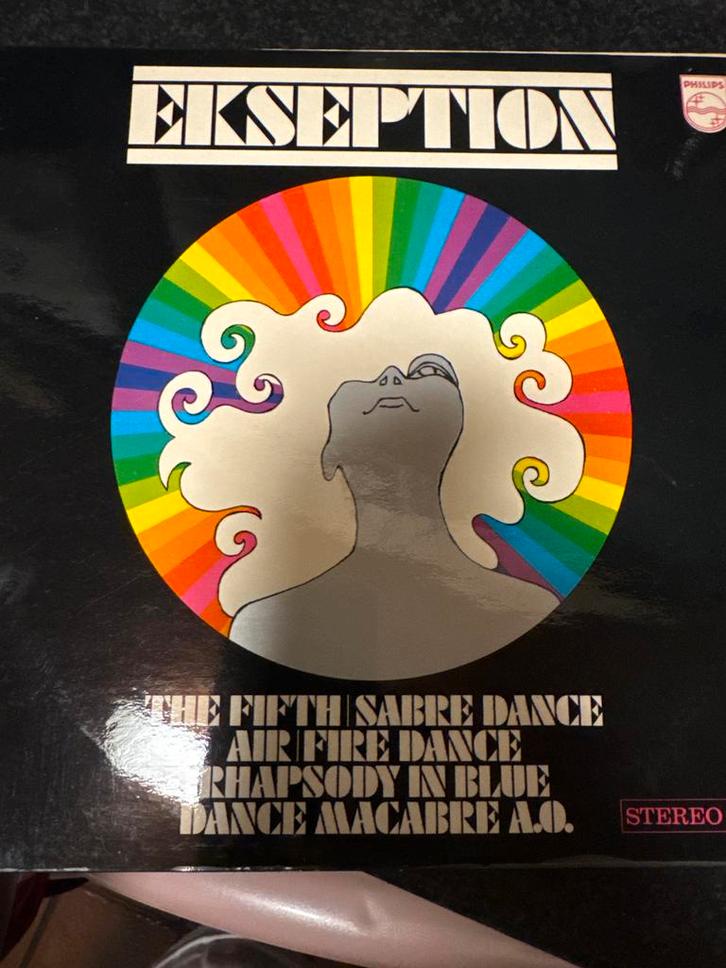 EKSEPTION
PHILIPS
THE FIFTH | SABRE DANCE
AIR | FIRE DANCE
RHAPSODY IN BLUE
DANCE MACABRE A.O.
STEREO